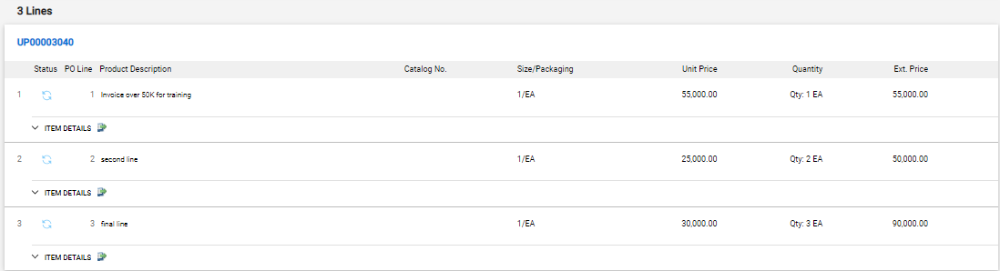 3 Lines
UP00003040
Status PO Line Product Description Catalog No. Size/Packaging Unit Price Quantity Ext. Price
1 1 Invoice over 50K for training 1/EA 55,000.00 Qty: 1 EA 55,000.00
ITEM DETAILS
2 2 second line 1/EA 25,000.00 Qty: 2 EA 50,000.00
ITEM DETAILS
3 3 final line 1/EA 30,000.00 Qty: 3 EA 90,000.00
ITEM DETAILS